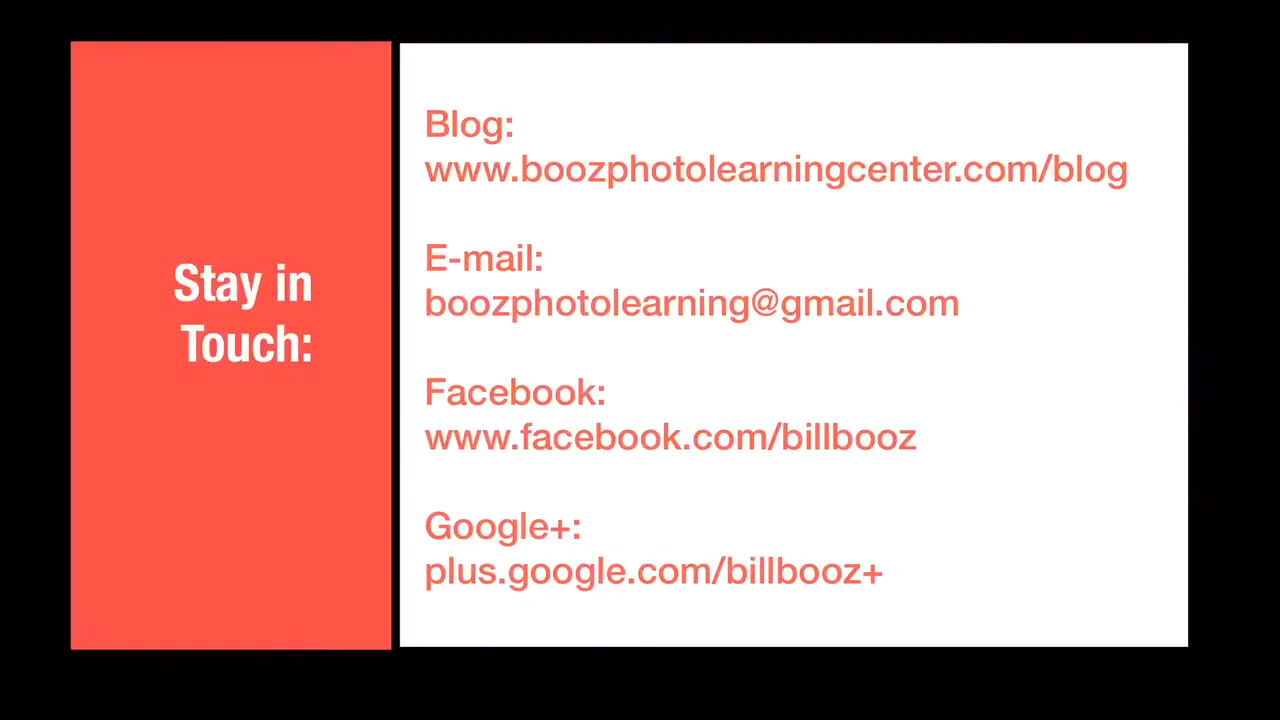 Stay in
Touch:
Blog:
www.boozphotolearningcenter.com/blog
E-mail:
boozphotolearning@gmail.com
Facebook:
www.facebook.com/billbooz
Google+:
plus.google.com/billbooz+